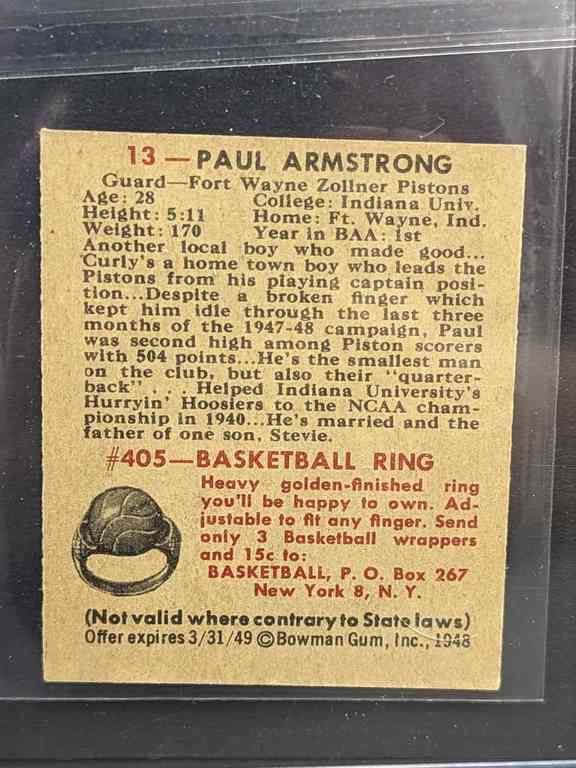 13 — PAUL ARMSTRONG
Guard—Fort Wayne Zollner Pistons
Age: 28 College: Indiana Univ.
Height: 5:11 Home: Ft. Wayne, Ind.
Weight: 170 Year in BAA: 1st
Another local boy who made good...
Curly's a home town boy who leads the
Pistons from his playing captain posi-
tion...Despite a broken finger which
kept him idle through the last three
months of the 1947-48 campaign, Paul
was second high among Piston scorers
with 504 points...He's the smallest man
on the club, but also their "quarter-
back" . . . Helped Indiana University's
Hurryin' Hoosiers to the NCAA cham-
pionship in 1940...He's married and the
father of one son, Stevie.
#405—BASKETBALL RING
Heavy golden-finished ring
you'll be happy to own. Ad-
justable to fit any finger. Send
only 3 Basketball wrappers
and 15c to:
BASKETBALL, P. O. Box 267
New York 8, N. Y.
(Not valid where contrary to State laws)
Offer expires 3/31/49 ©Bowman Gum, Inc., 1948